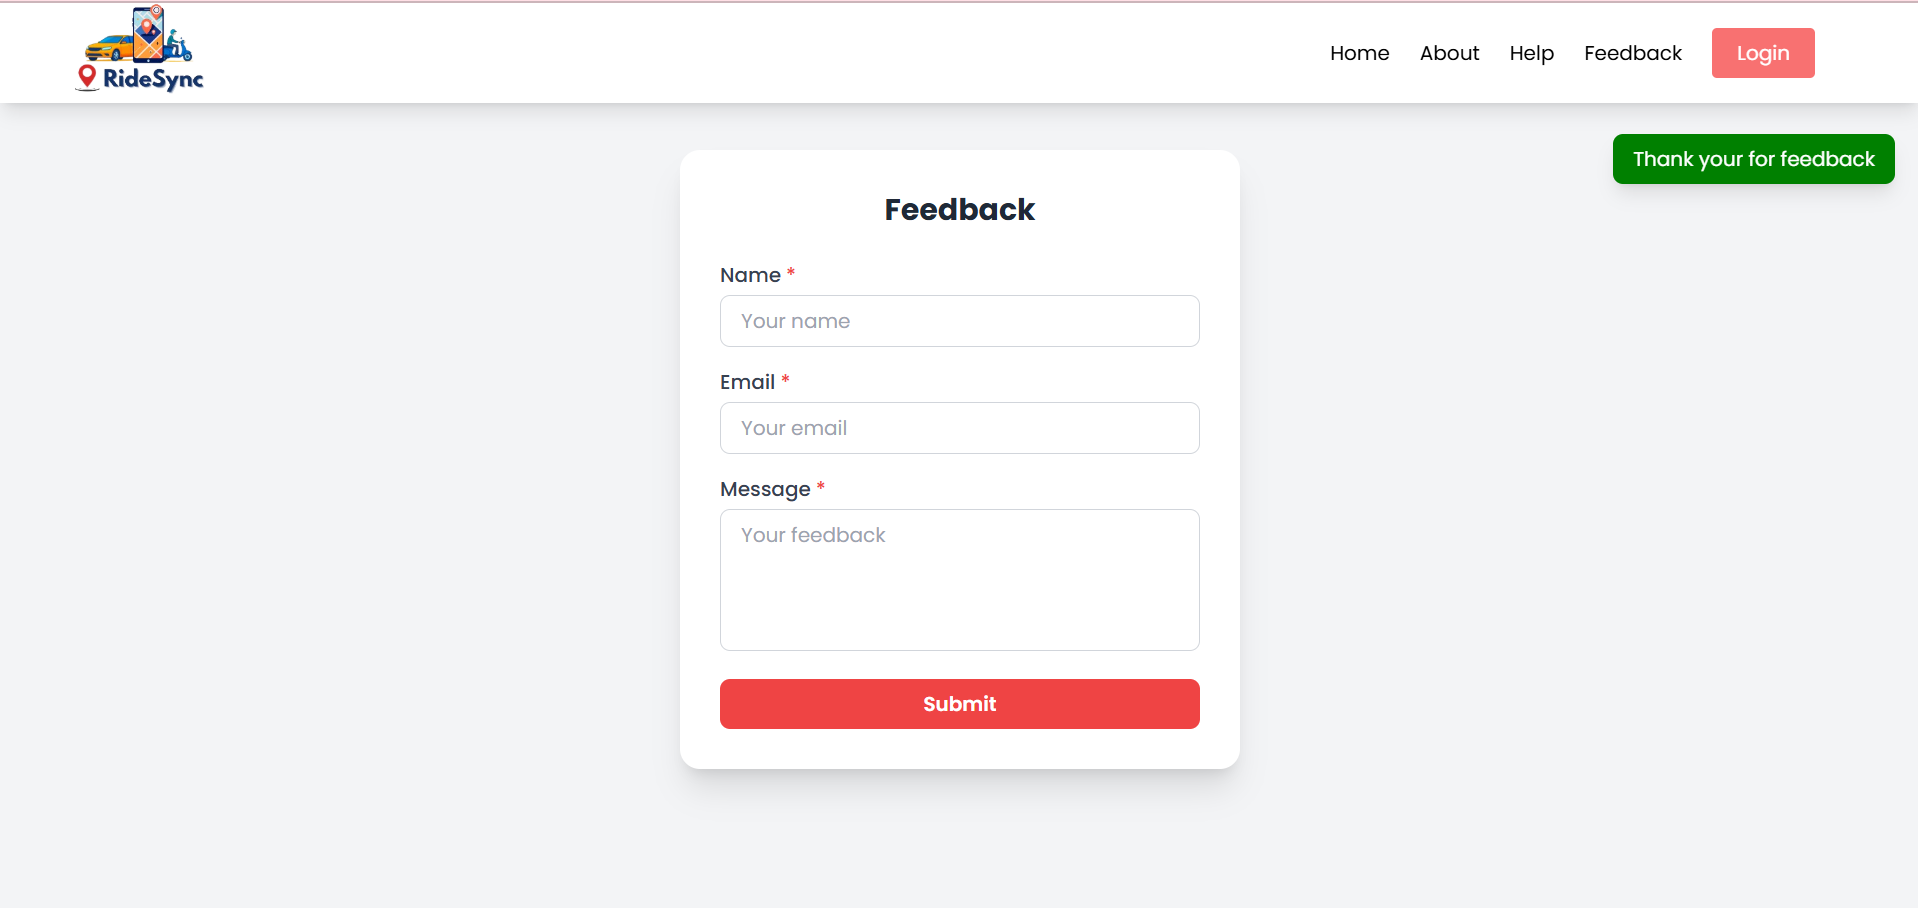 RideSync
Home About Help Feedback Login
Thank your for feedback
Feedback
Name *
Your name
Email *
Your email
Message *
Your feedback
Submit